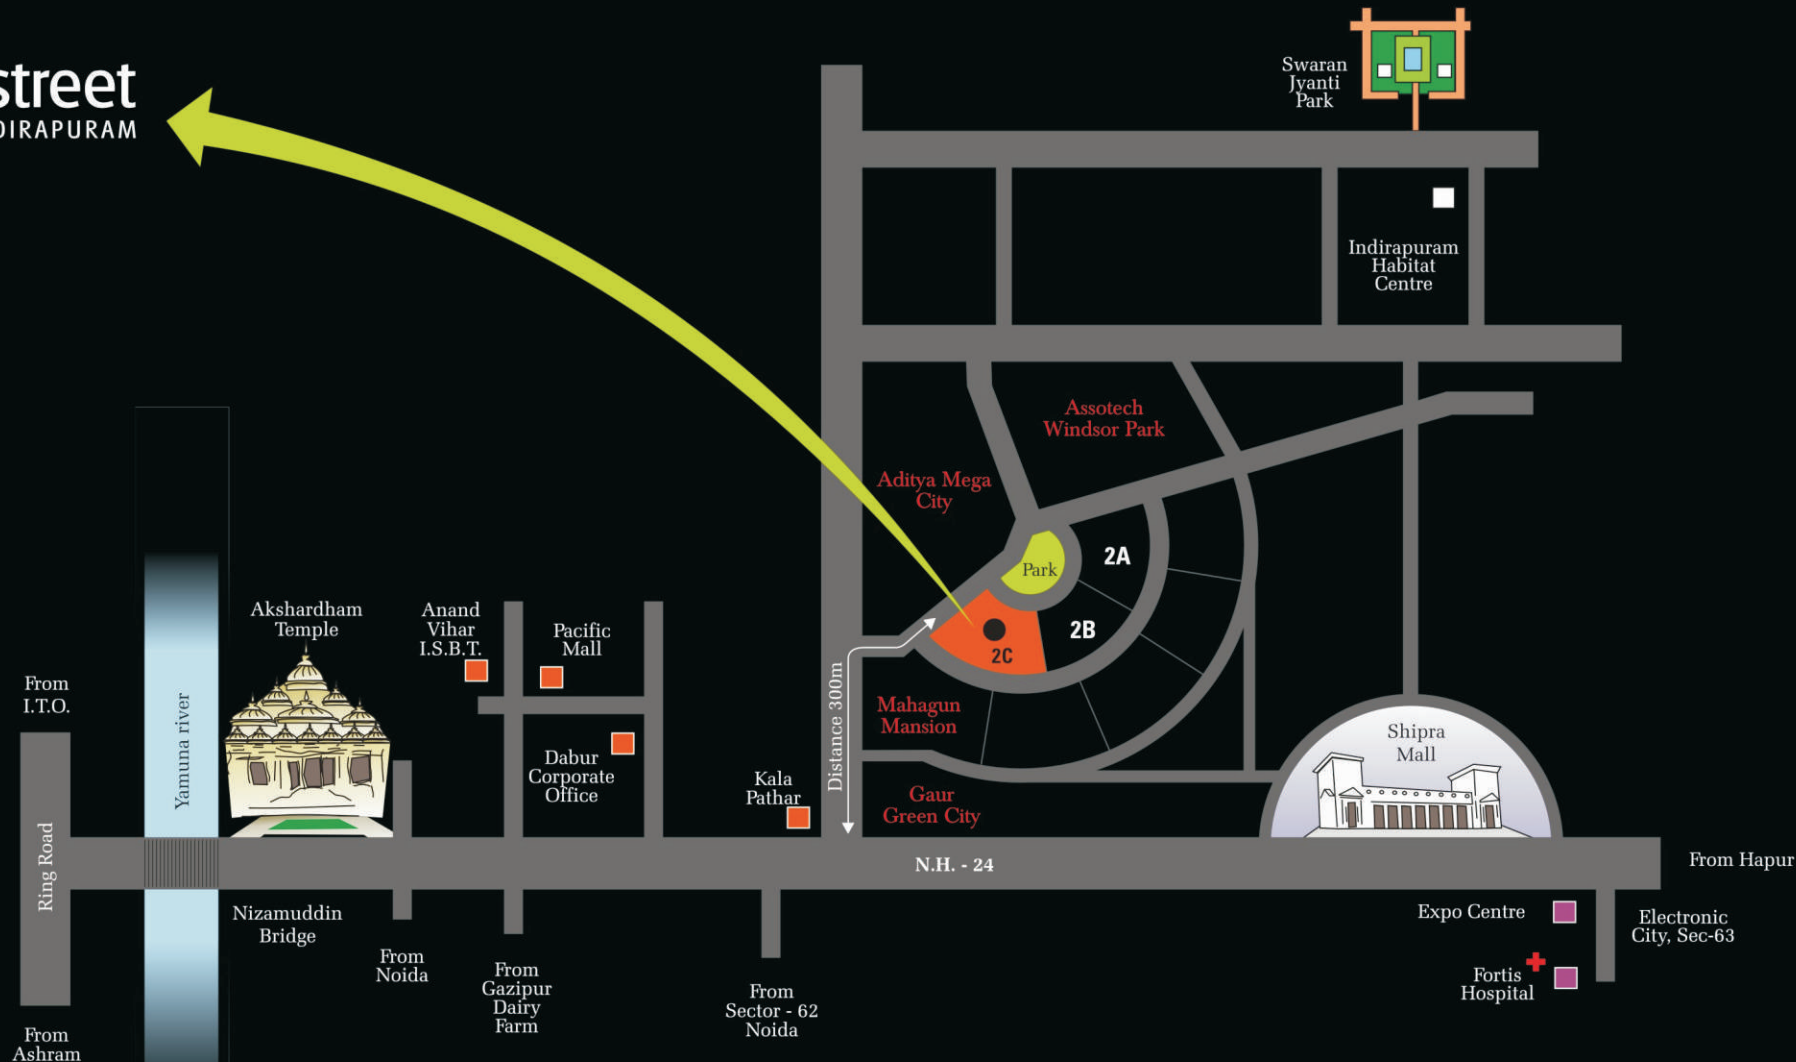 street
DIRAPURAM
Swaran
Jyanti
Park
Indirapuram
Habitat
Centre
Assotech
Windsor Park
Aditya Mega
City
Park
2A
2B
2C
Akshardham
Temple
Anand
Vihar
I.S.B.T.
Pacific
Mall
From
I.T.O.
Yamuna river
Dabur
Corporate
Office
Kala
Pathar
Distance 300m
Mahagun
Mansion
Gaur
Green City
Shipra
Mall
Ring Road
N.H. - 24
From Hapur
Nizamuddin
Bridge
From
Noida
From
Gazipur
Dairy
Farm
From
Sector - 62
Noida
Expo Centre
Electronic
City, Sec-63
Fortis
Hospital
From
Ashram